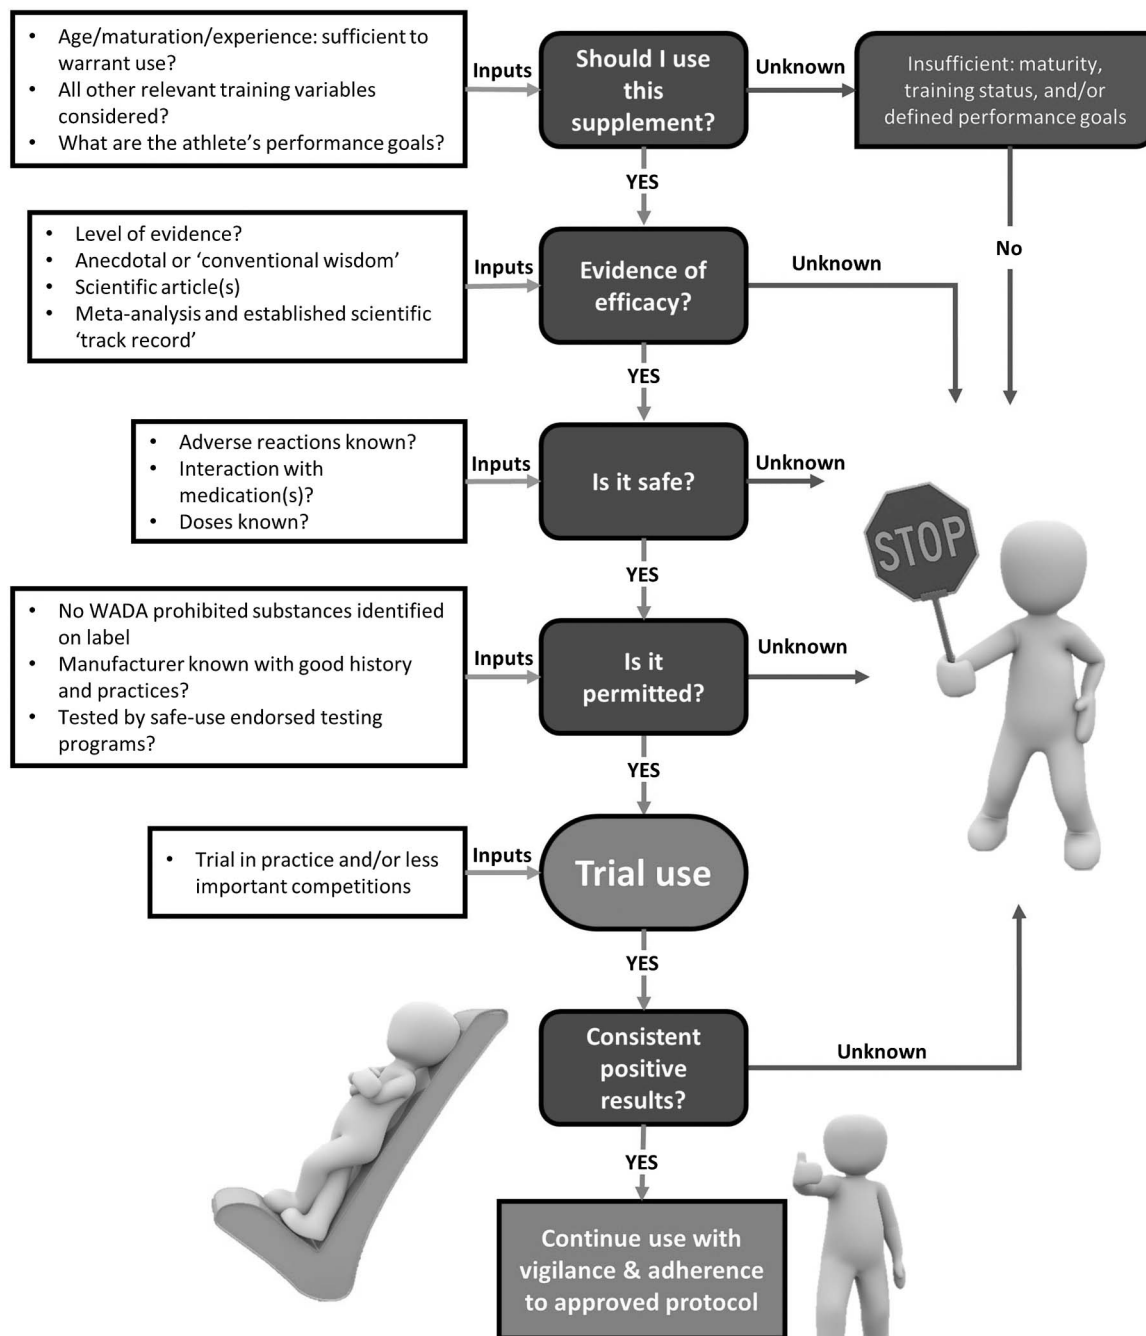 • Age/maturation/experience: sufficient to
warrant use?
• All other relevant training variables
considered?
• What are the athlete's performance goals?
Inputs
Should I use
this
supplement?
Unknown
Insufficient: maturity,
training status, and/or
defined performance goals
YES
No
• Level of evidence?
• Anecdotal or 'conventional wisdom'
• Scientific article(s)
• Meta-analysis and established scientific
'track record'
Inputs
Evidence of
efficacy?
Unknown
YES
• Adverse reactions known?
• Interaction with
medication(s)?
• Doses known?
Inputs
Is it safe?
Unknown
STOP
YES
• No WADA prohibited substances identified
on label
• Manufacturer known with good history
and practices?
• Tested by safe-use endorsed testing
programs?
Inputs
Is it
permitted?
Unknown
YES
• Trial in practice and/or less
important competitions
Inputs
Trial use
YES
Consistent
positive
results?
Unknown
YES
Continue use with
vigilance & adherence
to approved protocol